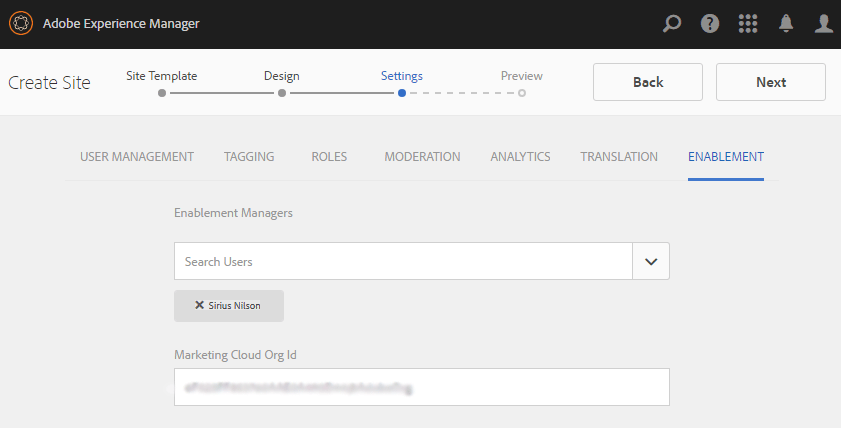 Adobe Experience Manager
Create Site
Site Template Design Settings Preview
Back Next
USER MANAGEMENT TAGGING ROLES MODERATION ANALYTICS TRANSLATION ENABLEMENT
Enablement Managers
Search Users
Sirius Nilson
Marketing Cloud Org Id